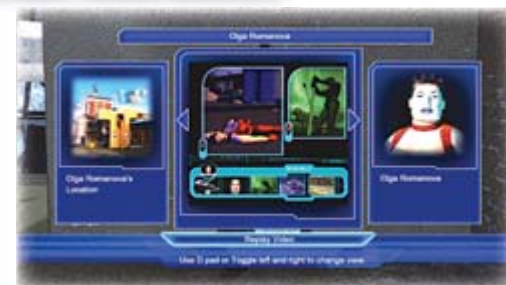 Olga Romanova
Olga Romanova's
Location
Olga Romanova
Replay Video
Use D pad or Toggle left and right to change view